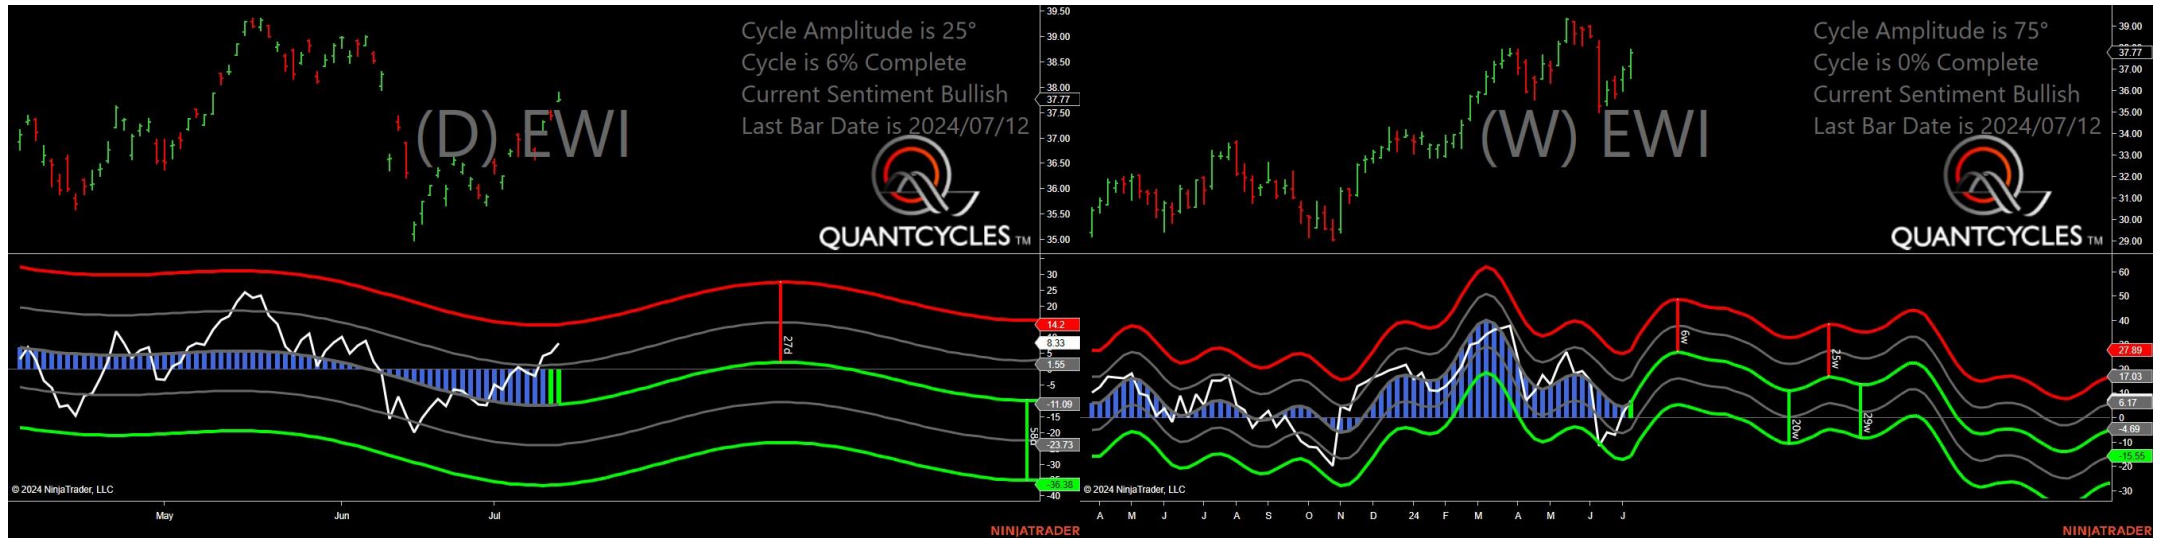 Cycle Amplitude is 25°
Cycle is 6% Complete
Current Sentiment Bullish
Last Bar Date is 2024/07/12
(D) EWI
QUANTCYCLES TM
39.50
39.00
38.50
38.00
37.77
37.50
37.00
36.50
36.00
35.50
35.00
30
25
20
14.2
8.33
5
1.55
-5
-11.09
-15
-20
-23.73
-30
-36.38
-40
27d
58d
© 2024 NinjaTrader, LLC
May
Jun
Jul
NINJATRADER
Cycle Amplitude is 75°
Cycle is 0% Complete
Current Sentiment Bullish
Last Bar Date is 2024/07/12
(W) EWI
QUANTCYCLES TM
39.00
37.77
37.00
36.00
35.00
34.00
33.00
32.00
31.00
30.00
29.00
60
50
40
30
27.89
20
17.03
6.17
0
-4.69
-10
-15.55
-20
-30
6w
25w
20w
29w
© 2024 NinjaTrader, LLC
A M J J A S O N D 24 F M A M J J
NINJATRADER